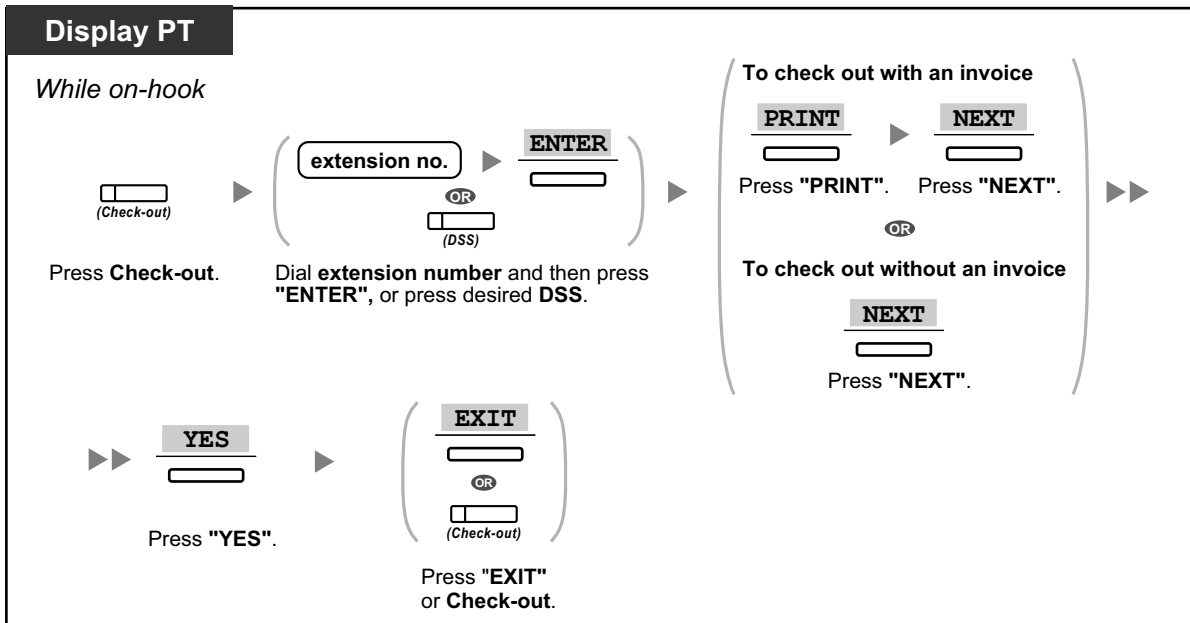 Display PT
While on-hook
(Check-out)
Press Check-out.
extension no.
ENTER
OR
(DSS)
Dial extension number and then press
"ENTER", or press desired DSS.
To check out with an invoice
PRINT
NEXT
Press "PRINT".
Press "NEXT".
OR
To check out without an invoice
NEXT
Press "NEXT".
YES
Press "YES".
EXIT
OR
(Check-out)
Press "EXIT"
or Check-out.